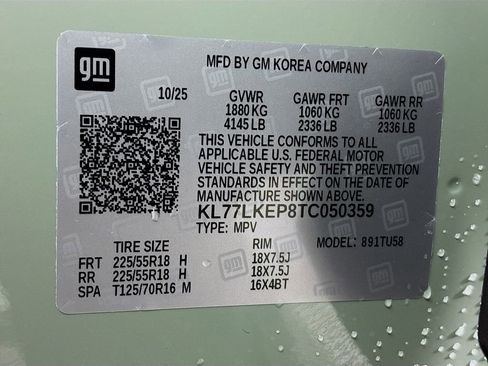 gm
MFD BY GM KOREA COMPANY
10/25 GVWR GAWR FRT GAWR RR
1880 KG 1060 KG 1060 KG
4145 LB 2336 LB 2336 LB
THIS VEHICLE CONFORMS TO ALL
APPLICABLE U.S. FEDERAL MOTOR
VEHICLE SAFETY AND THEFT PREVENTION
STANDARDS IN EFFECT ON THE DATE
OF MANUFACTURE SHOWN ABOVE.
KL77LKEP8TC050359
TYPE: MPV MODEL: 891TU58
TIRE SIZE RIM
FRT 225/55R18 H 18X7.5J
RR 225/55R18 H 18X7.5J
SPA T125/70R16 M 16X4BT